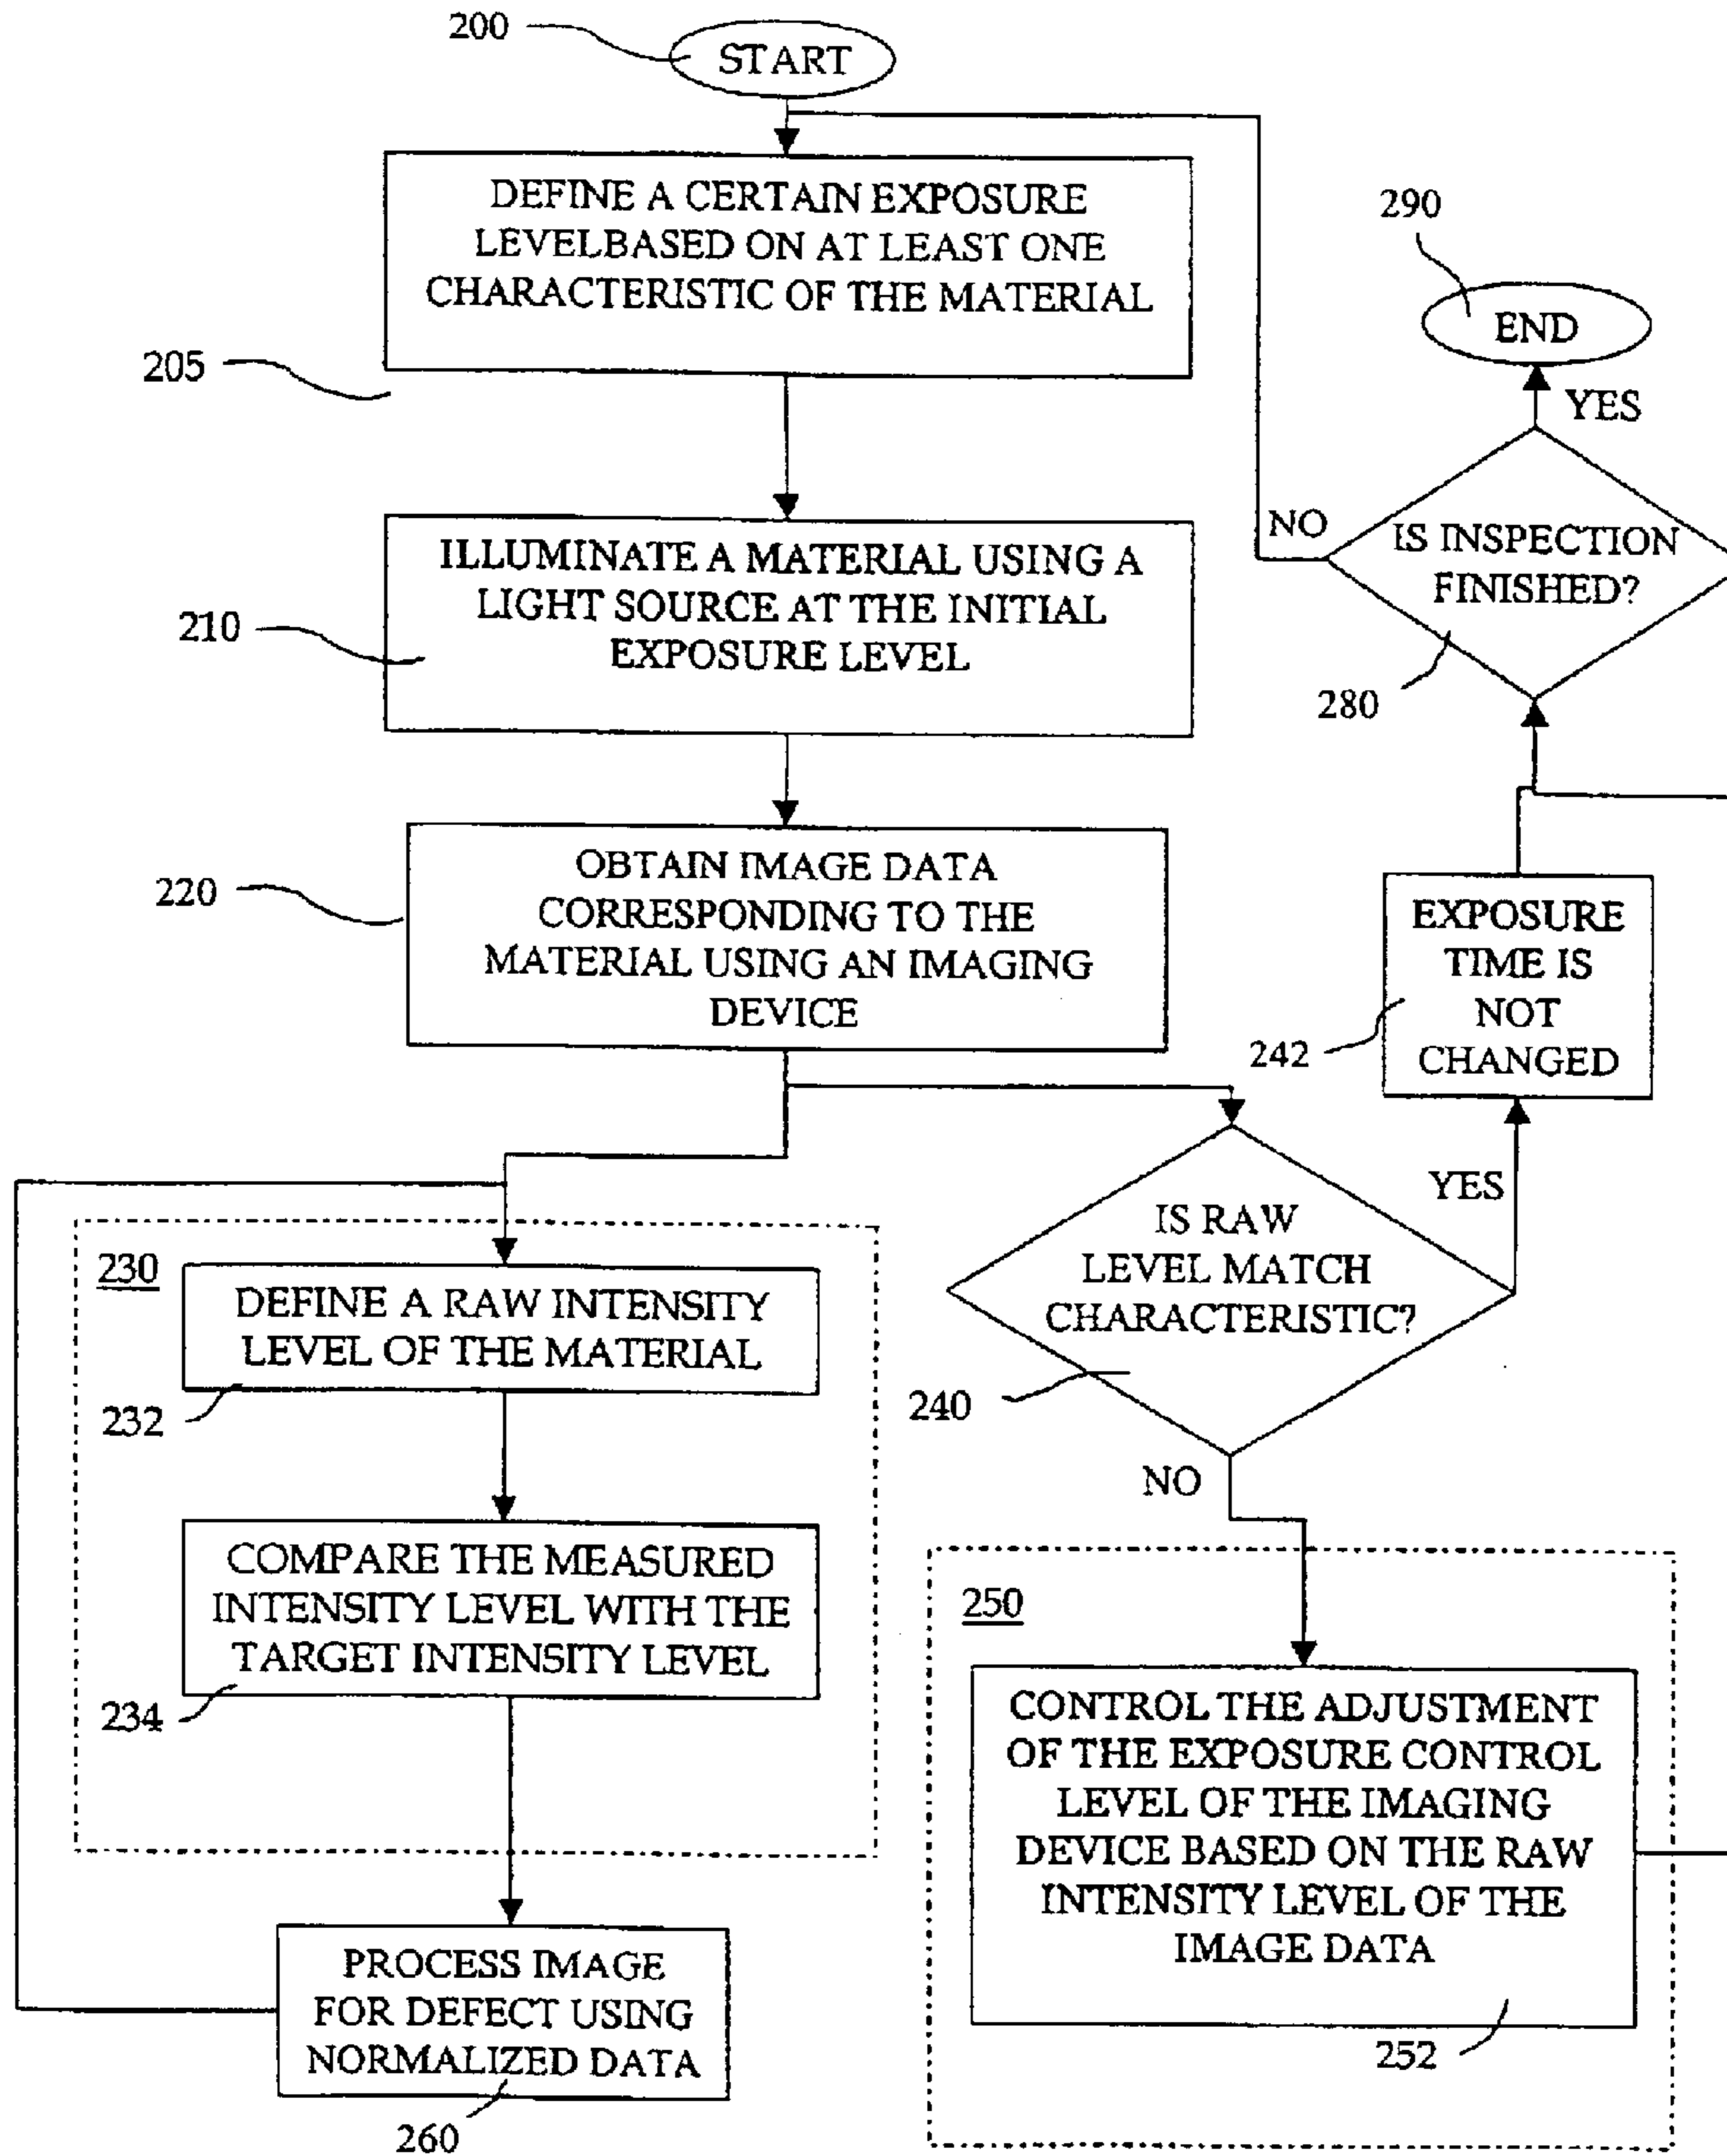 200
START
DEFINE A CERTAIN EXPOSURE
LEVELBASED ON AT LEAST ONE
CHARACTERISTIC OF THE MATERIAL
205
ILLUMINATE A MATERIAL USING A
LIGHT SOURCE AT THE INITIAL
EXPOSURE LEVEL
210
OBTAIN IMAGE DATA
CORRESPONDING TO THE
MATERIAL USING AN IMAGING
DEVICE
220
230
DEFINE A RAW INTENSITY
LEVEL OF THE MATERIAL
232
COMPARE THE MEASURED
INTENSITY LEVEL WITH THE
TARGET INTENSITY LEVEL
234
PROCESS IMAGE
FOR DEFECT USING
NORMALIZED DATA
260
IS RAW
LEVEL MATCH
CHARACTERISTIC?
240
YES
NO
250
CONTROL THE ADJUSTMENT
OF THE EXPOSURE CONTROL
LEVEL OF THE IMAGING
DEVICE BASED ON THE RAW
INTENSITY LEVEL OF THE
IMAGE DATA
252
EXPOSURE
TIME IS
NOT
CHANGED
242
IS INSPECTION
FINISHED?
280
NO
YES
END
290